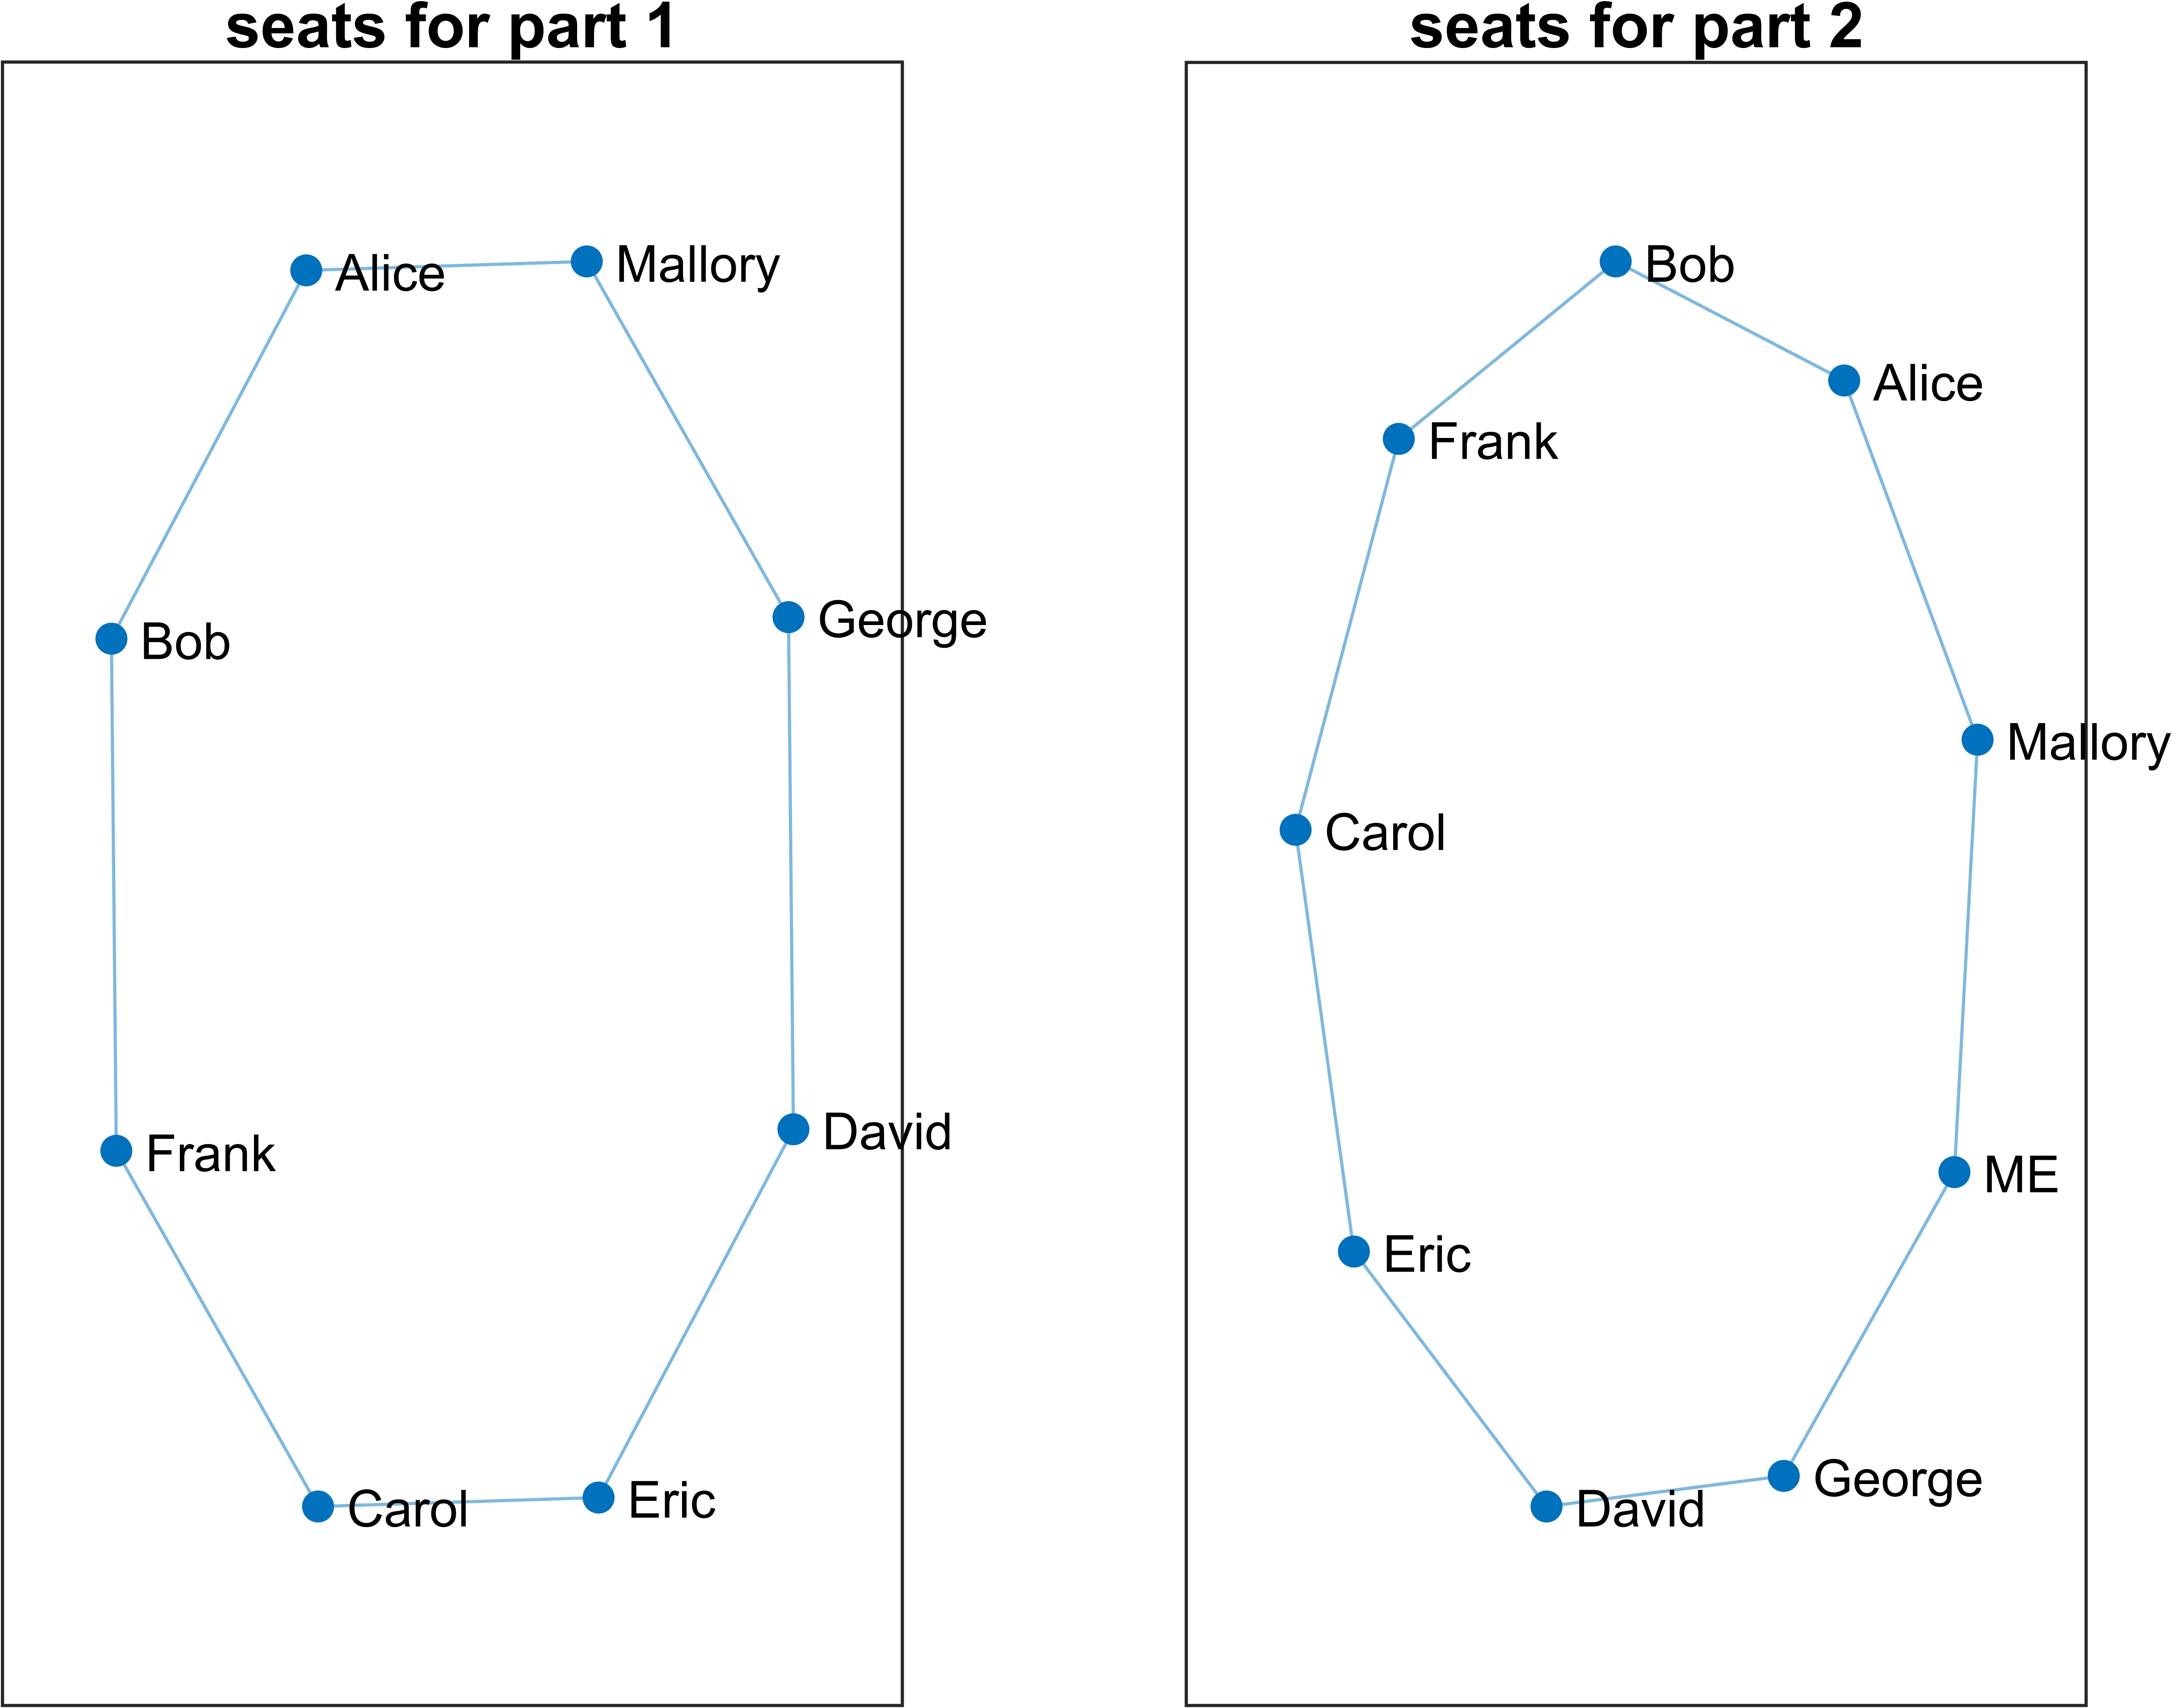 seats for part 1
Alice
Mallory
George
Bob
David
Frank
Eric
Carol
seats for part 2
Bob
Alice
Frank
Mallory
Carol
ME
Eric
George
David